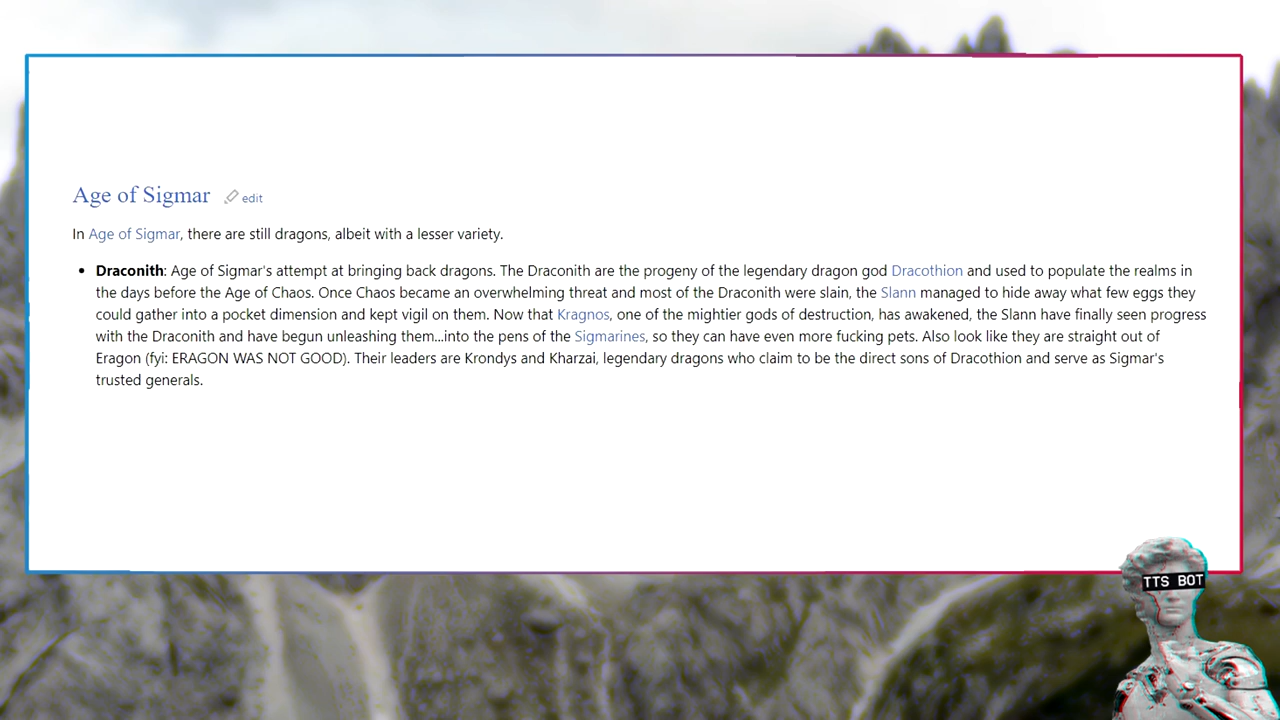 Age of Sigmar edit
In Age of Sigmar, there are still dragons, albeit with a lesser variety.
• Draconith: Age of Sigmar's attempt at bringing back dragons. The Draconith are the progeny of the legendary dragon god Dracothion and used to populate the realms in
the days before the Age of Chaos. Once Chaos became an overwhelming threat and most of the Draconith were slain, the Slann managed to hide away what few eggs they
could gather into a pocket dimension and kept vigil on them. Now that Kragnos, one of the mightier gods of destruction, has awakened, the Slann have finally seen progress
with the Draconith and have begun unleashing them...into the pens of the Sigmarines, so they can have even more fucking pets. Also look like they are straight out of
Eragon (fyi: ERAGON WAS NOT GOOD). Their leaders are Krondys and Kharzai, legendary dragons who claim to be the direct sons of Dracothion and serve as Sigmar's
trusted generals.
TTS BOT